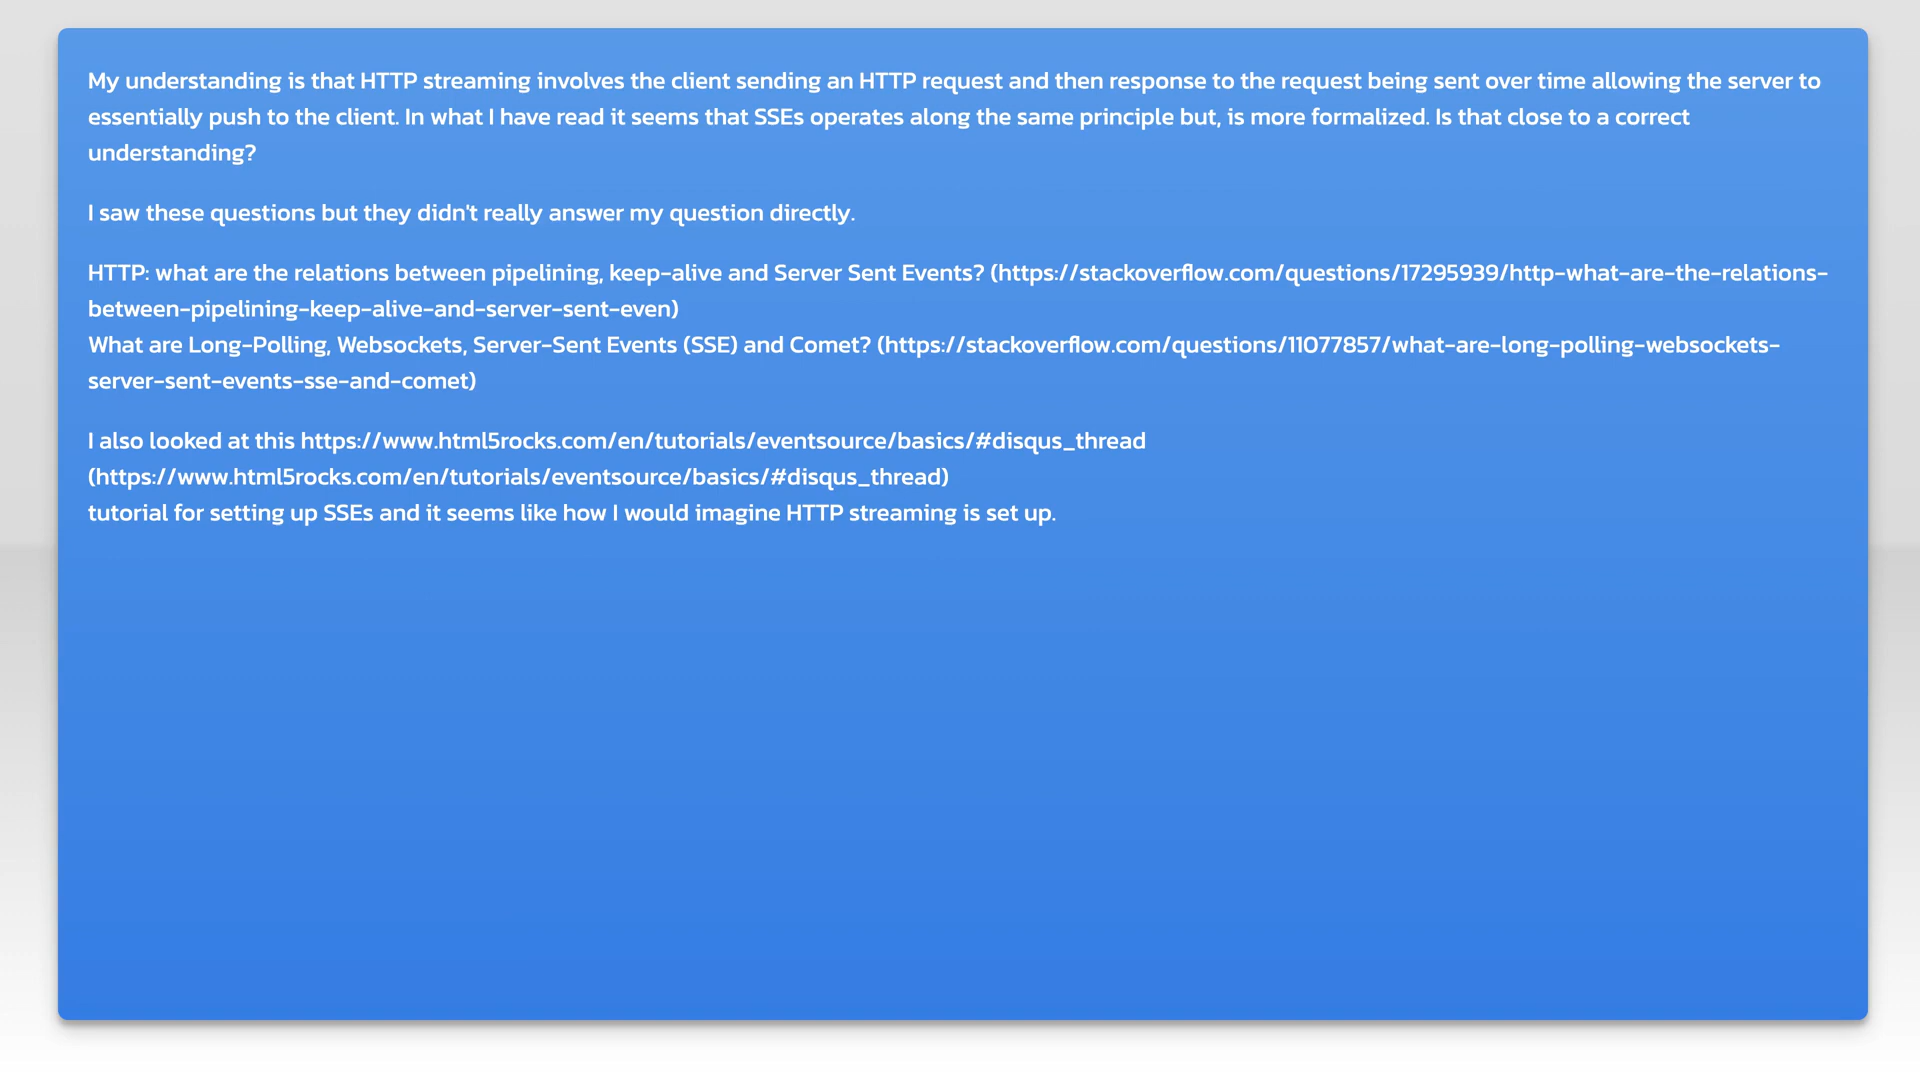 My understanding is that HTTP streaming involves the client sending an HTTP request and then response to the request being sent over time allowing the server to
essentially push to the client. In what I have read it seems that SSEs operates along the same principle but, is more formalized. Is that close to a correct
understanding?
I saw these questions but they didn't really answer my question directly.
HTTP: what are the relations between pipelining, keep-alive and Server Sent Events? (https://stackoverflow.com/questions/17295939/http-what-are-the-relations-
between-pipelining-keep-alive-and-server-sent-even)
What are Long-Polling, Websockets, Server-Sent Events (SSE) and Comet? (https://stackoverflow.com/questions/11077857/what-are-long-polling-websockets-
server-sent-events-sse-and-comet)
I also looked at this https://www.html5rocks.com/en/tutorials/eventsource/basics/#disqus_thread
(https://www.html5rocks.com/en/tutorials/eventsource/basics/#disqus_thread)
tutorial for setting up SSEs and it seems like how I would imagine HTTP streaming is set up.